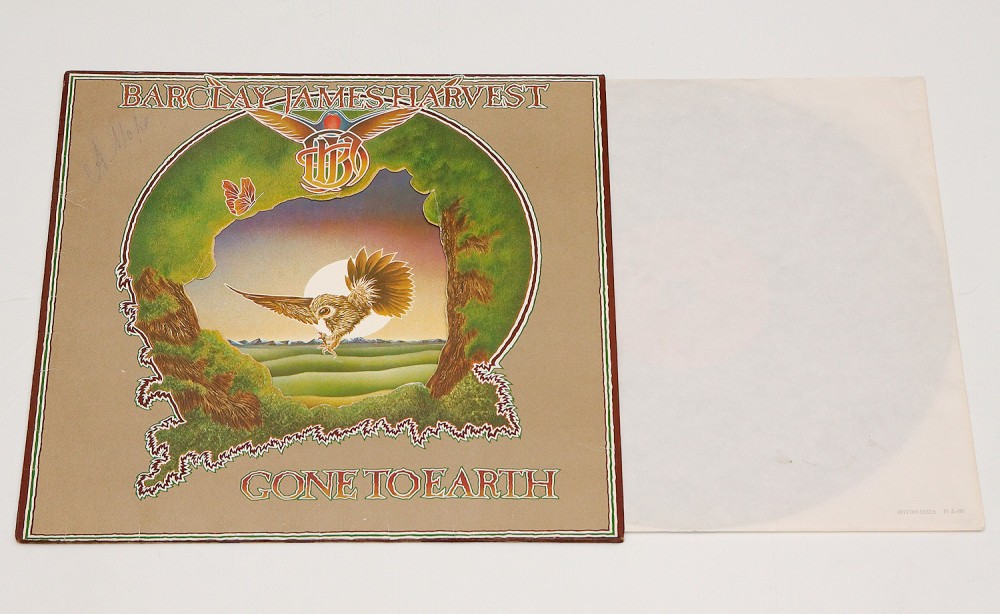 BARCLAY JAMES HARVEST
GONE TO EARTH